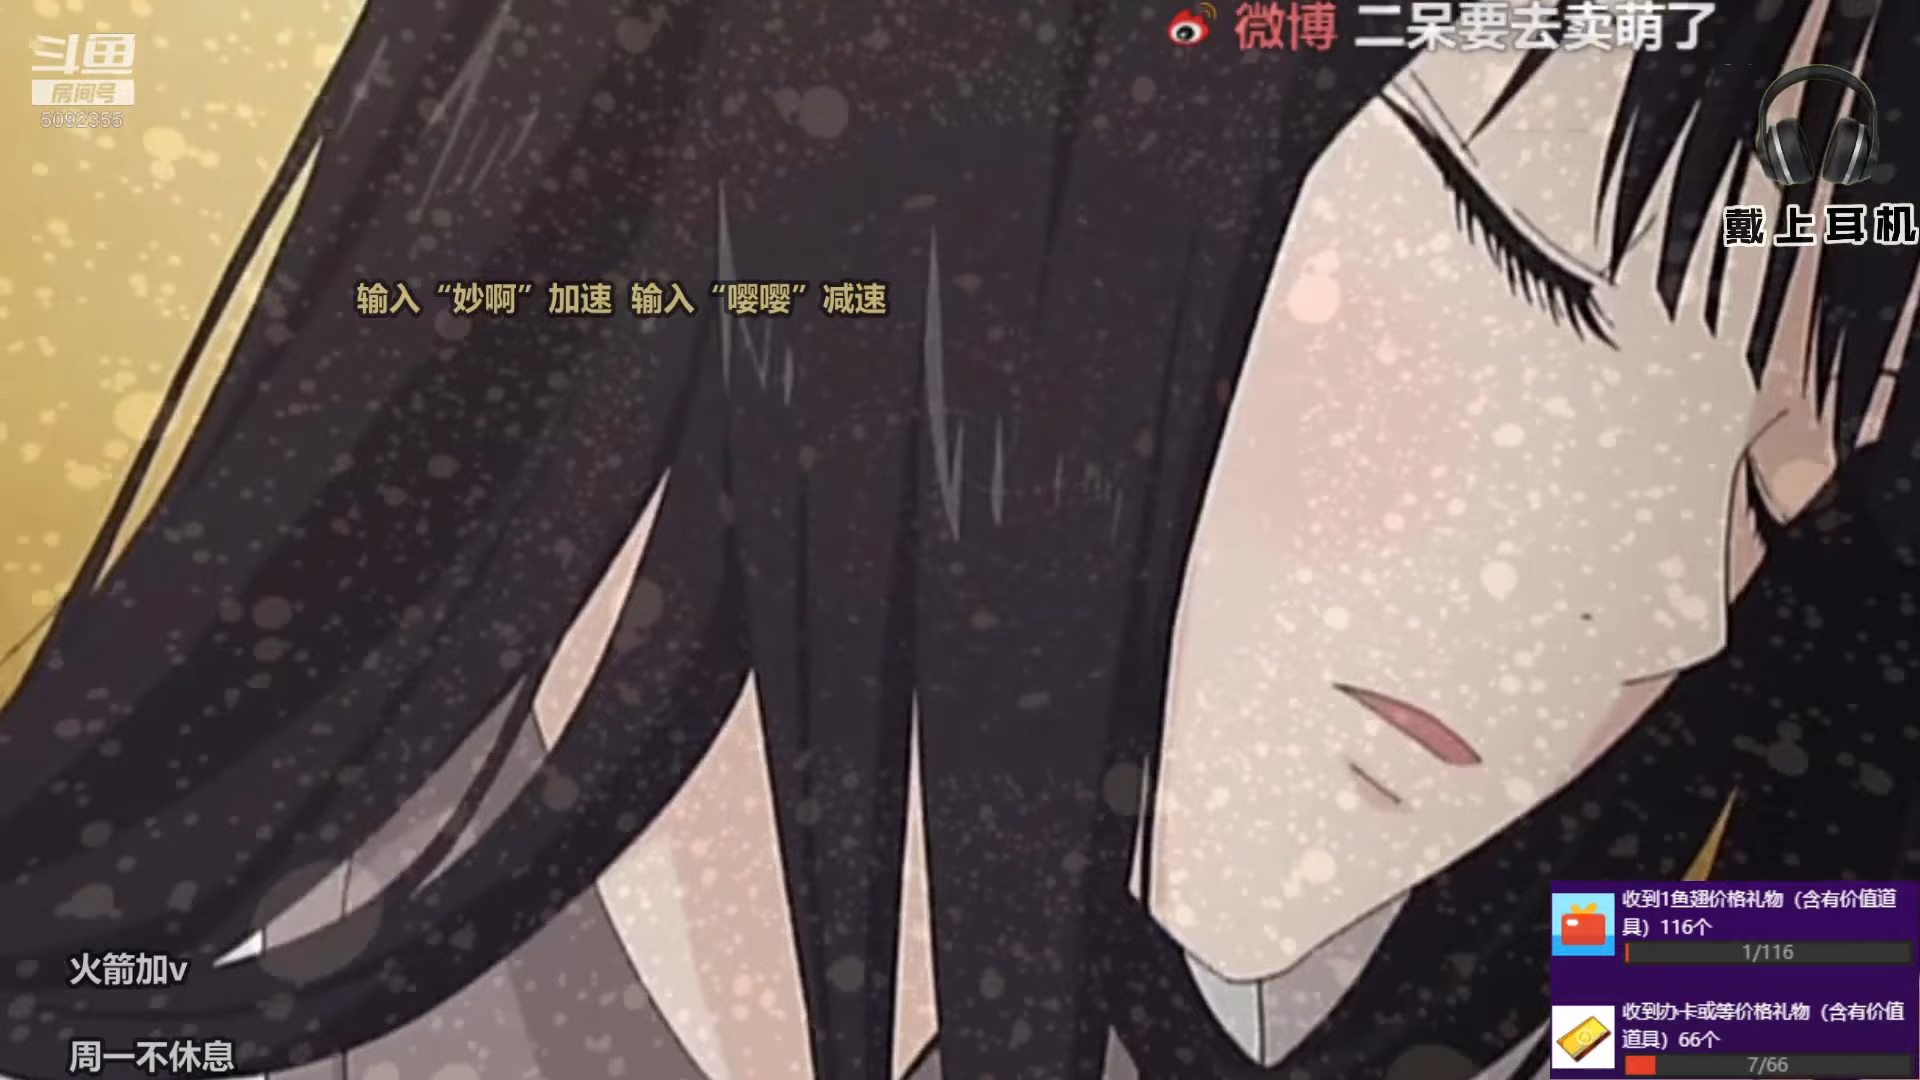 斗鱼
房间号
5092355
微博 二呆要去卖萌了
戴上耳机
输入“妙啊”加速 输入“嘤嘤”减速
火箭加v
周一不休息
收到1鱼翅价格礼物（含有价值道
具）116个
1/116
收到办卡或等价格礼物（含有价值
道具）66个
7/66